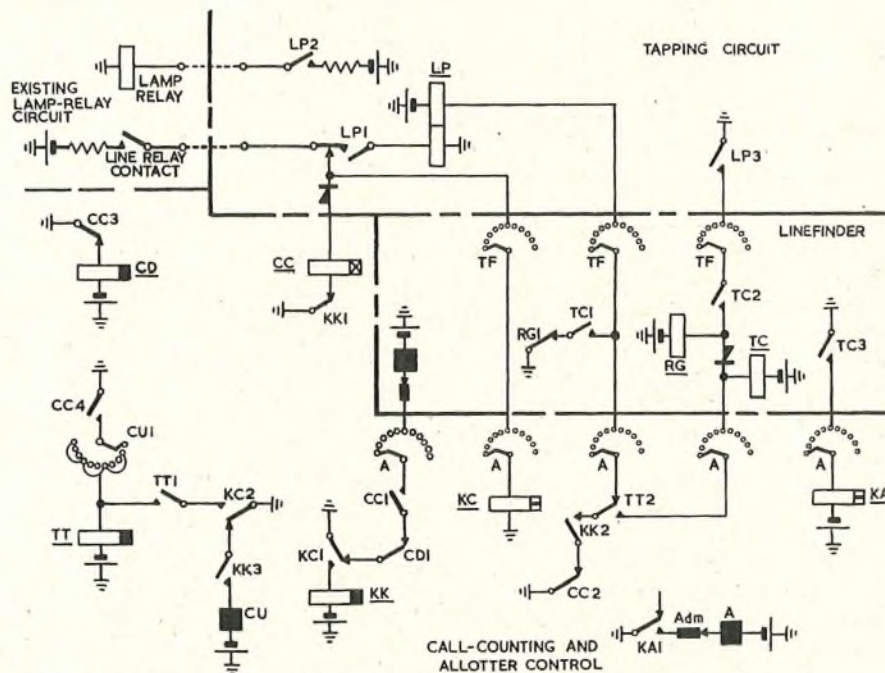 LP2
TAPPING CIRCUIT
LP
LAMP
RELAY
EXISTING
LAMP-RELAY
CIRCUIT
LP1
LINE RELAY
CONTACT
LP3
CC3
LINEFINDER
CD
CC
TF
TF
TF
KK1
TC1
RG1
TC2
RG
TC
TC3
CC4
CU1
A
A
A
A
A
TT1
KC2
CC1
KC
TT2
KA
TT
KK3
KC1
CD1
KK2
KK
CC2
CU
Adm
A
KA1
CALL-COUNTING AND
ALLOTTER CONTROL